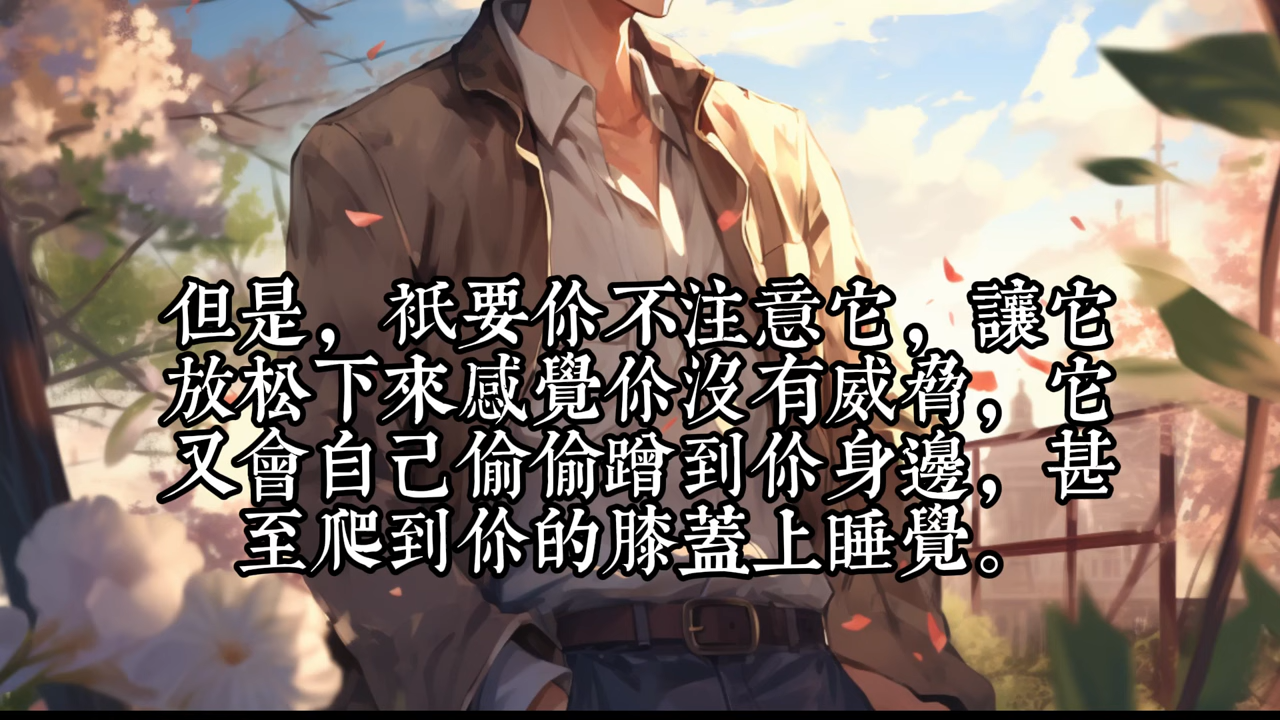 但是，衹要你不注意它，讓它
放松下來感覺你沒有威脅，它
又會自己偷偷蹭到你身邊，甚
至爬到你的膝蓋上睡覺。